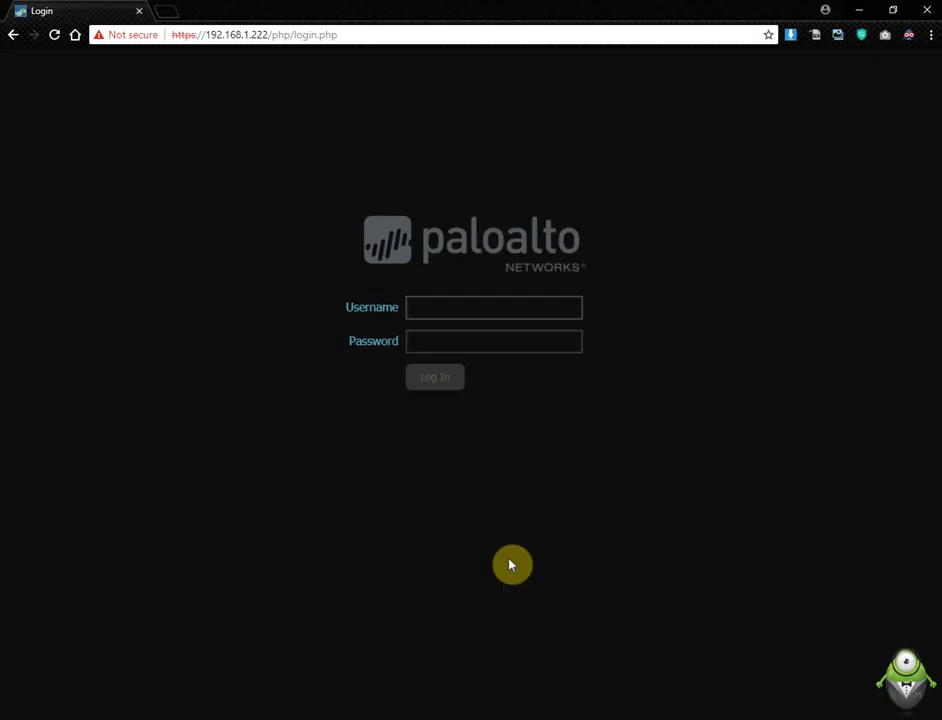 Login
Not secure | https://192.168.1.222/php/login.php
paloalto
NETWORKS®
Username
Password
Log In